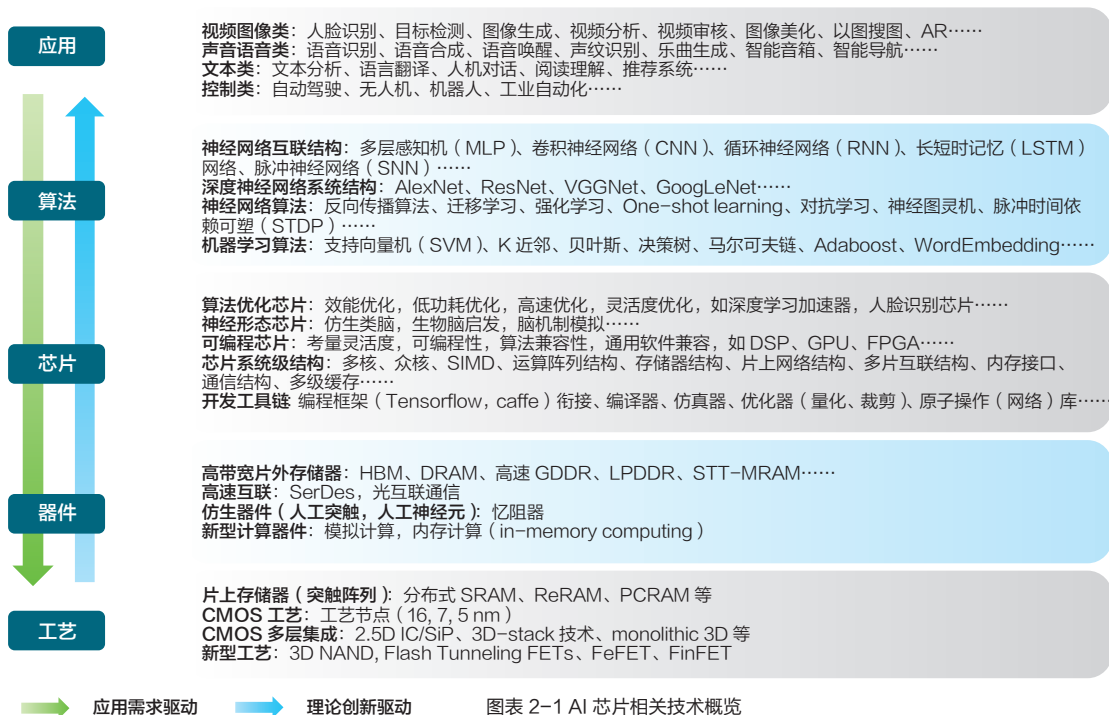 应用
视频图像类：人脸识别、目标检测、图像生成、视频分析、视频审核、图像美化、以图搜图、AR……
声音语音类：语音识别、语音合成、语音唤醒、声纹识别、乐曲生成、智能音箱、智能导航……
文本类：文本分析、语言翻译、人机对话、阅读理解、推荐系统……
控制类：自动驾驶、无人机、机器人、工业自动化……
算法
神经网络互联结构：多层感知机（MLP）、卷积神经网络（CNN）、循环神经网络（RNN）、长短时记忆（LSTM）
网络、脉冲神经网络（SNN）……
深度神经网络系统结构：AlexNet、ResNet、VGGNet、GoogLeNet……
神经网络算法：反向传播算法、迁移学习、强化学习、One-shot learning、对抗学习、神经图灵机、脉冲时间依
赖可塑（STDP）……
机器学习算法：支持向量机（SVM）、K 近邻、贝叶斯、决策树、马尔可夫链、Adaboost、WordEmbedding……
芯片
算法优化芯片：效能优化，低功耗优化，高速优化，灵活度优化，如深度学习加速器，人脸识别芯片……
神经形态芯片：仿生类脑，生物脑启发，脑机制模拟……
可编程芯片：考量灵活度，可编程性，算法兼容性，通用软件兼容，如 DSP、GPU、FPGA……
芯片系统级结构：多核、众核、SIMD、运算阵列结构、存储器结构、片上网络结构、多片互联结构、内存接口、
通信结构、多级缓存……
开发工具链 编程框架（Tensorflow，caffe）衔接、编译器、仿真器、优化器（量化、裁剪）、原子操作（网络）库……
器件
高带宽片外存储器：HBM、DRAM、高速 GDDR、LPDDR、STT-MRAM……
高速互联：SerDes，光互联通信
仿生器件（人工突触，人工神经元）：忆阻器
新型计算器件：模拟计算，内存计算（in-memory computing）
工艺
片上存储器（突触阵列）：分布式 SRAM、ReRAM、PCRAM 等
CMOS 工艺：工艺节点（16, 7, 5 nm）
CMOS 多层集成：2.5D IC/SiP、3D-stack 技术、monolithic 3D 等
新型工艺：3D NAND, Flash Tunneling FETs、FeFET、FinFET
应用需求驱动 理论创新驱动 图表 2-1 AI 芯片相关技术概览